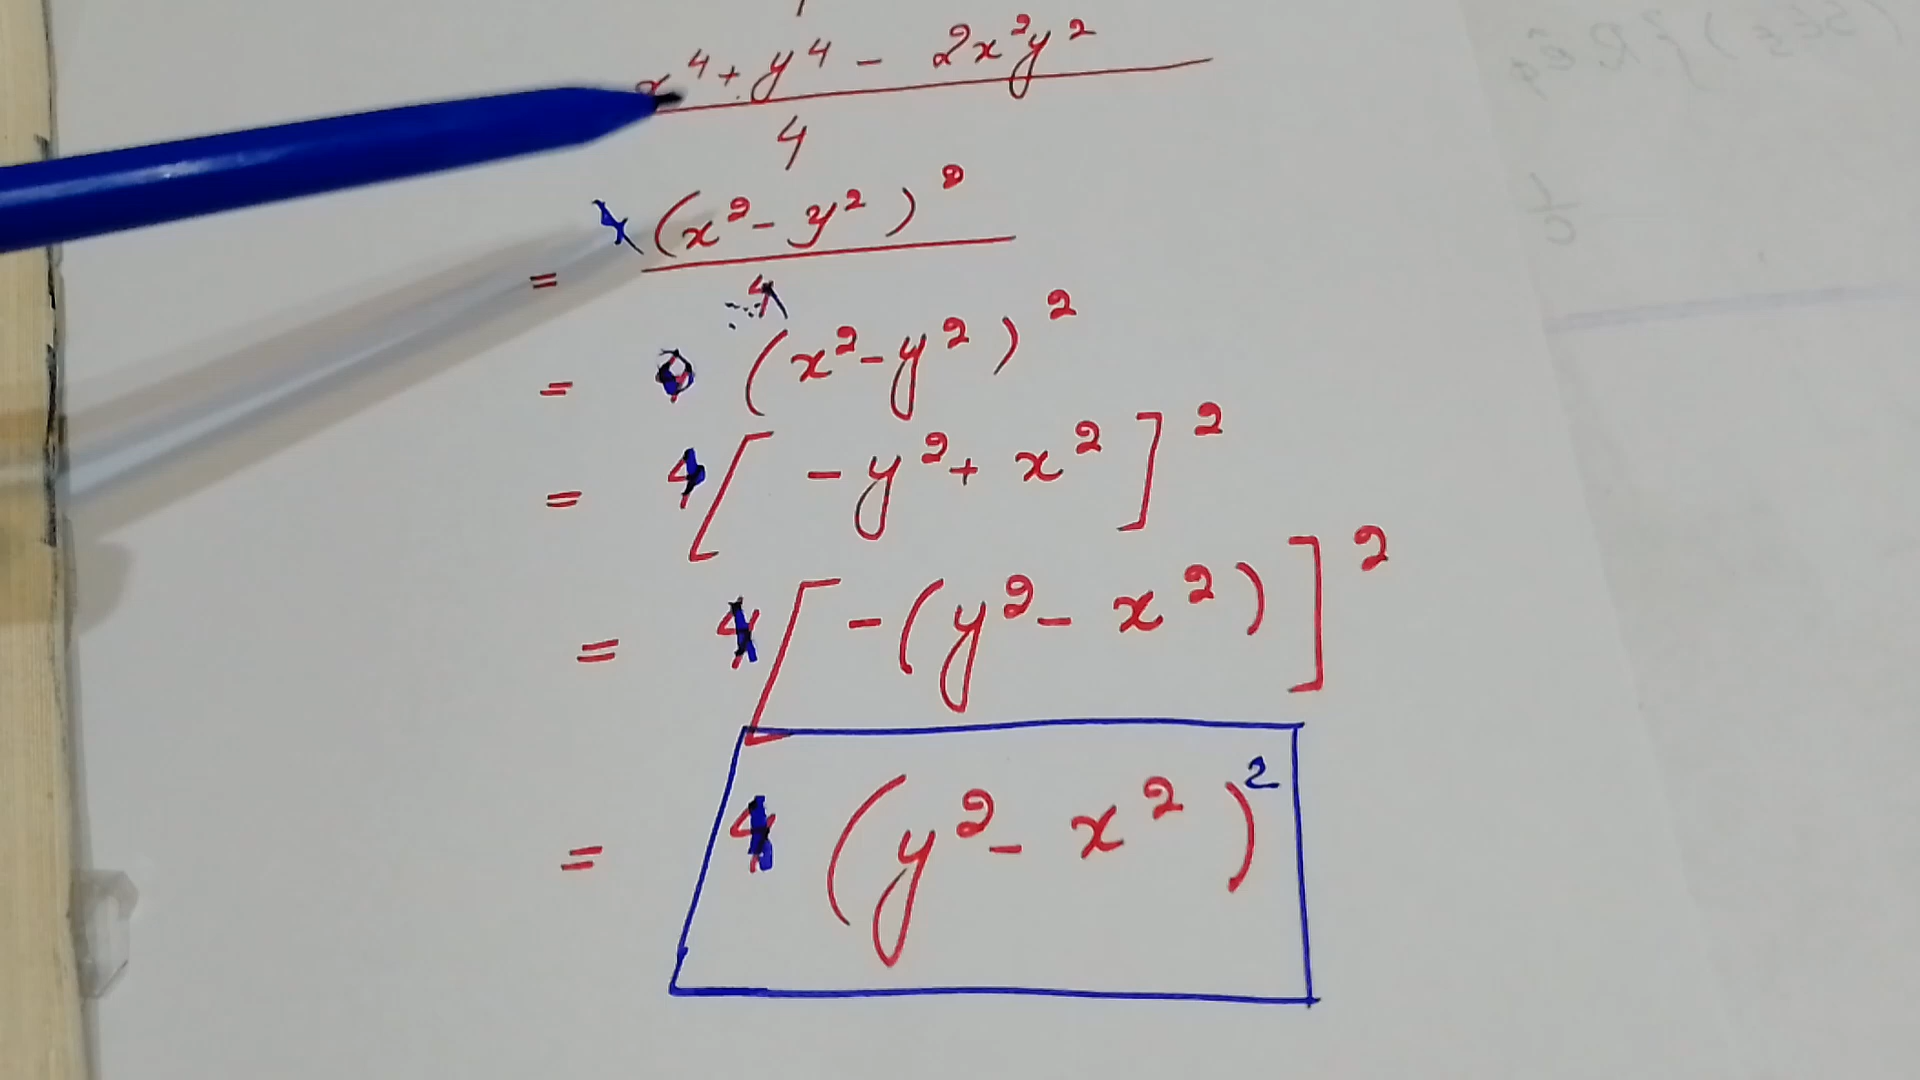 x⁴ + y⁴ - 2x²y²
4
(x² - y²)²
=
4
= (x² - y²)²
= [ - y² + x² ]²
= [ - (y² - x²) ]²
= (y² - x²)²